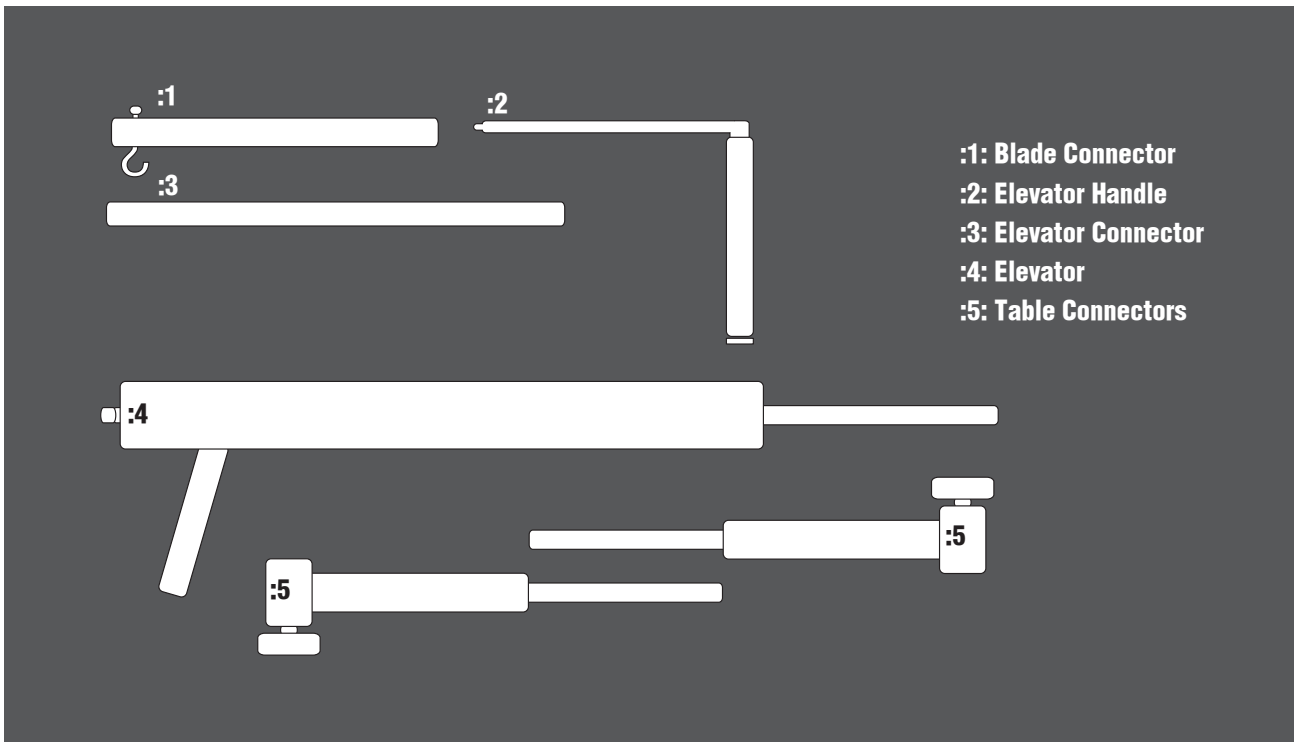 :1
:2
:3
:1: Blade Connector
:2: Elevator Handle
:3: Elevator Connector
:4: Elevator
:5: Table Connectors
:4
:5
:5